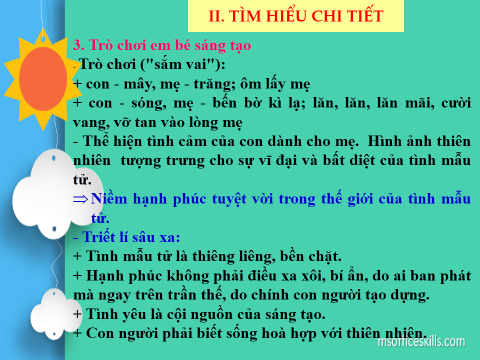 II. TÌM HIỂU CHI TIẾT
3. Trò chơi em bé sáng tạo
- Trò chơi ("sắm vai"):
+ con - mây, mẹ - trăng; ôm lấy mẹ
+ con - sóng, mẹ - bến bờ kì lạ; lăn, lăn, lăn mãi, cười
vang, vỡ tan vào lòng mẹ
- Thể hiện tình cảm của con dành cho mẹ. Hình ảnh thiên
nhiên tượng trưng cho sự vĩ đại và bất diệt của tình mẫu
tử.
⇒ Niềm hạnh phúc tuyệt vời trong thế giới của tình mẫu
tử.
- Triết lí sâu xa:
+ Tình mẫu tử là thiêng liêng, bền chặt.
+ Hạnh phúc không phải điều xa xôi, bí ẩn, do ai ban phát
mà ngay trên trần thế, do chính con người tạo dựng.
+ Tình yêu là cội nguồn của sáng tạo.
+ Con người phải biết sống hoà hợp với thiên nhiên.
msofficeskills.com